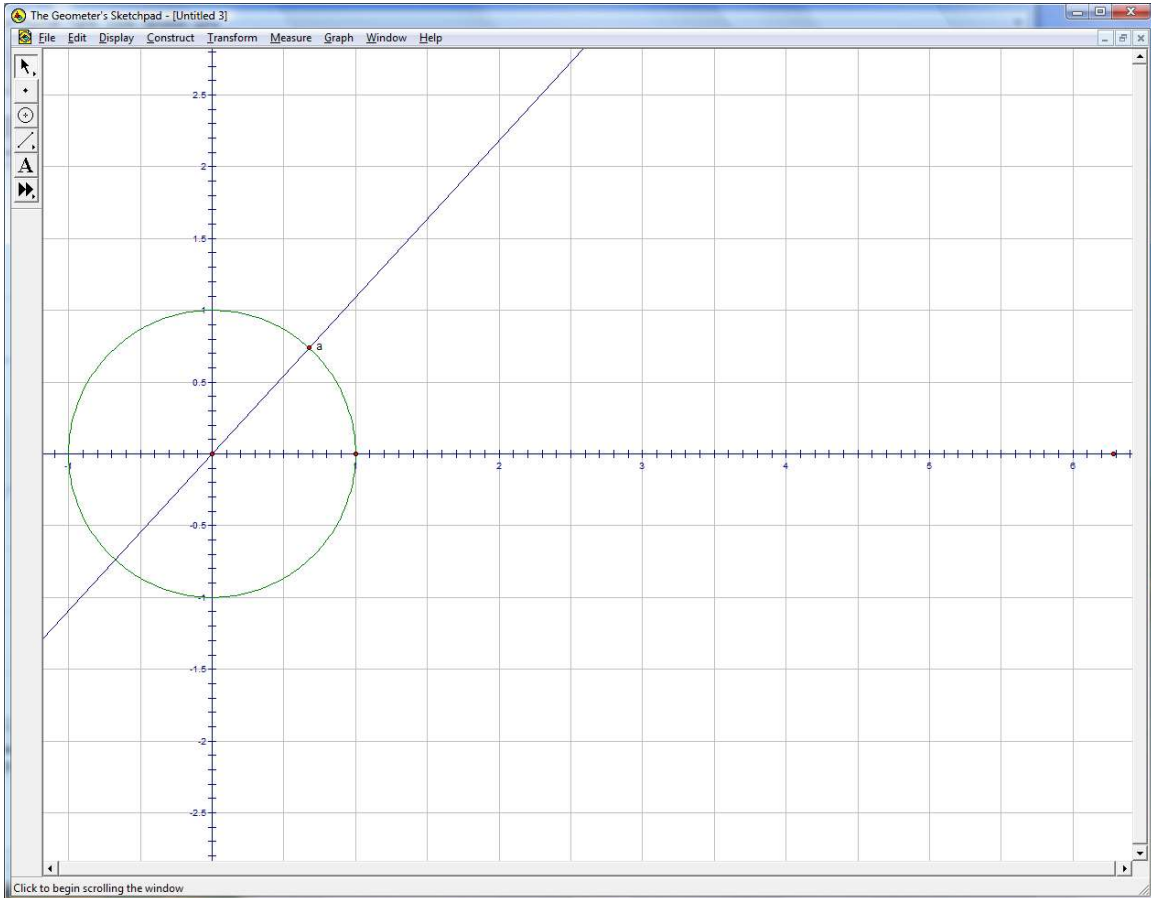 The Geometer's Sketchpad - [Untitled 3]
File Edit Display Construct Transform Measure Graph Window Help
A
2.5
2
1.5
1
a
0.5
-1 1 2 3 4 5 6
-0.5
-1
-1.5
-2
-2.5
Click to begin scrolling the window